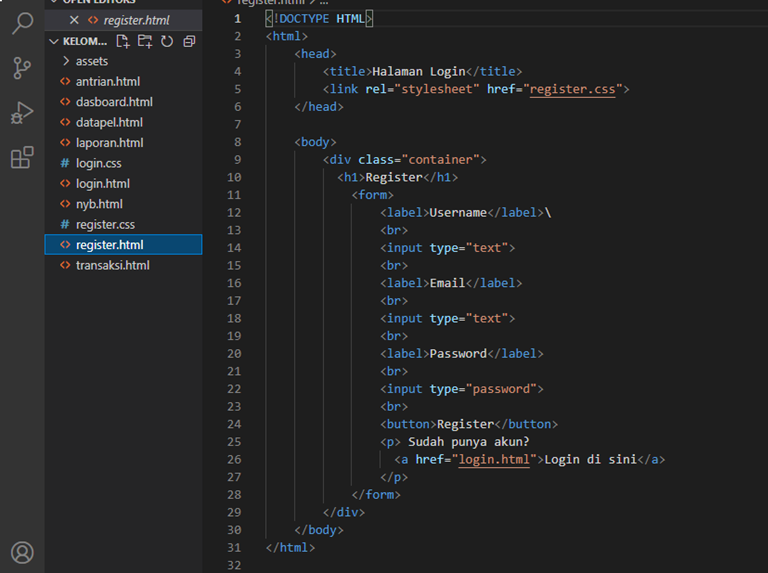 OPEN EDITORS
register.html
KELOM...
assets
antrian.html
dasboard.html
datapel.html
laporan.html
login.css
login.html
nyb.html
register.css
register.html
transaksi.html
register.html > ...
1 <!DOCTYPE HTML>
2 <html>
3 <head>
4 <title>Halaman Login</title>
5 <link rel="stylesheet" href="register.css">
6 </head>
7
8 <body>
9 <div class="container">
10 <h1>Register</h1>
11 <form>
12 <label>Username</label>\
13 <br>
14 <input type="text">
15 <br>
16 <label>Email</label>
17 <br>
18 <input type="text">
19 <br>
20 <label>Password</label>
21 <br>
22 <input type="password">
23 <br>
24 <button>Register</button>
25 <p> Sudah punya akun?
26 <a href="login.html">Login di sini</a>
27 </p>
28 </form>
29 </div>
30 </body>
31 </html>
32